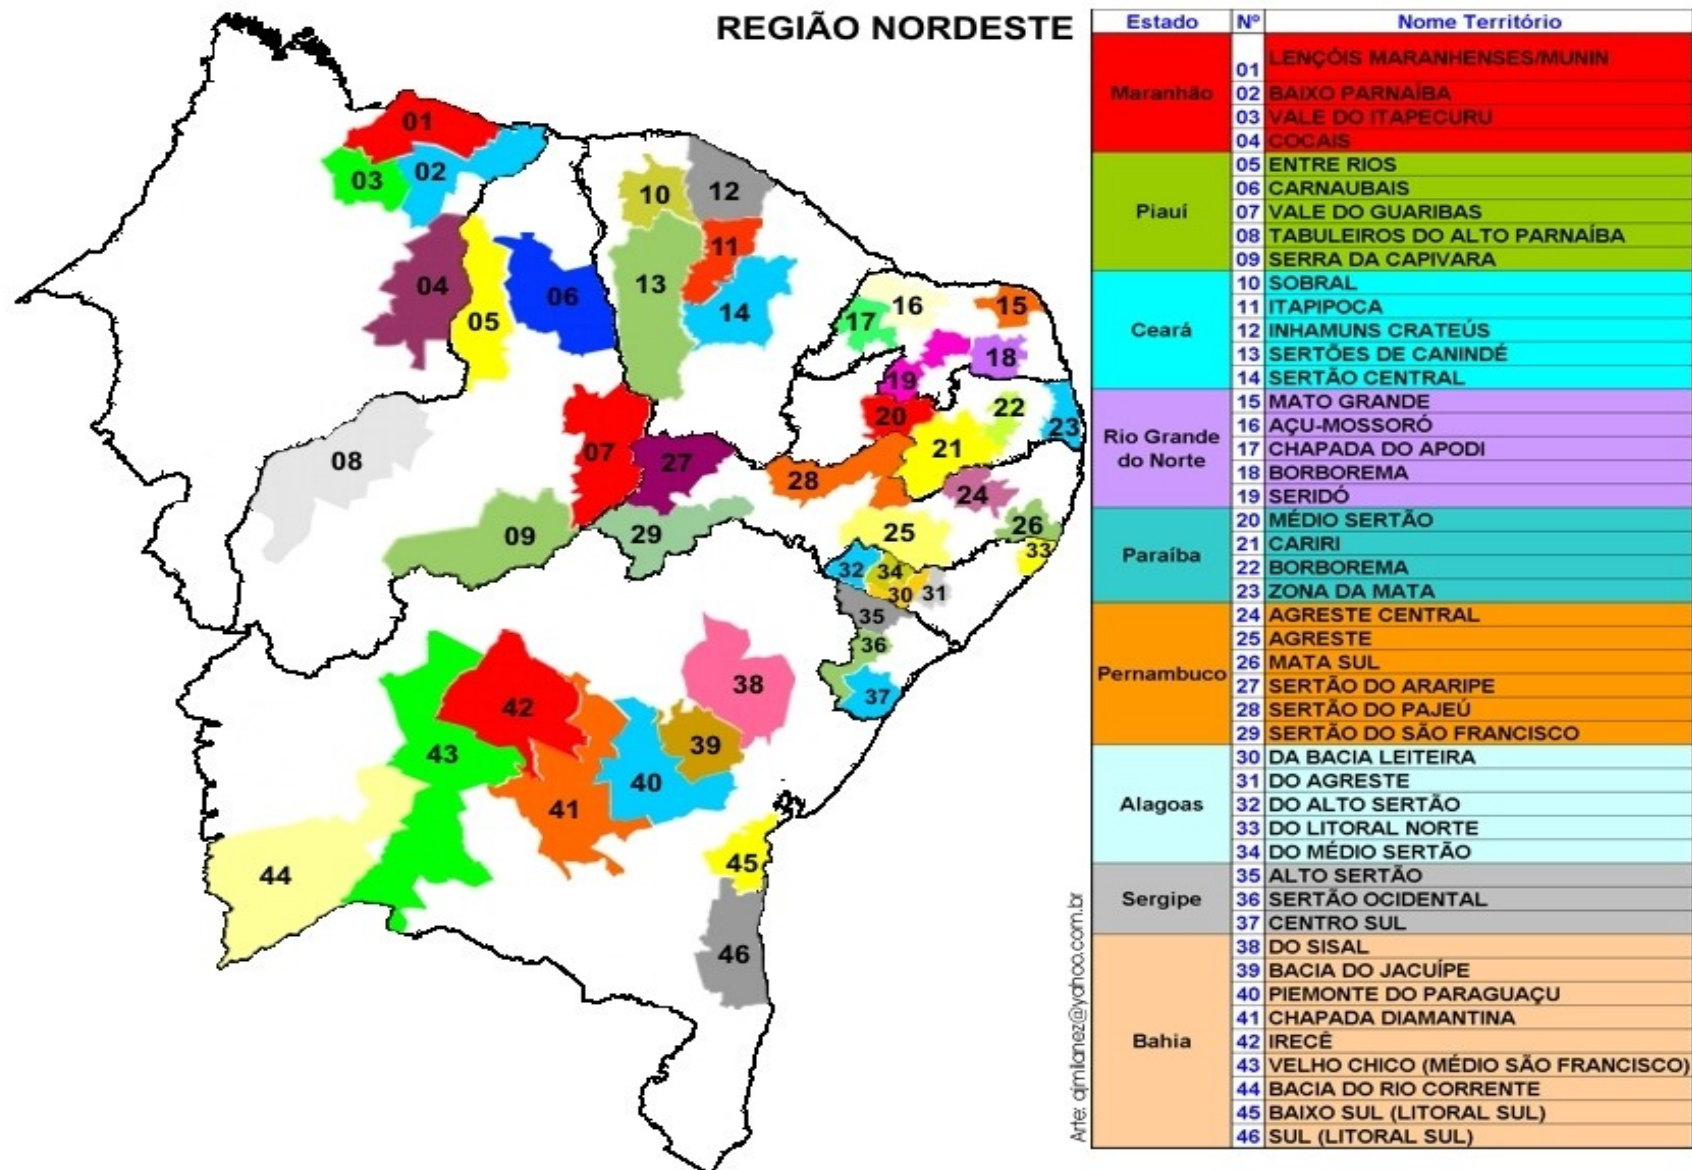 REGIÃO NORDESTE
01
02
03
04
05
06
07
08
09
10
11
12
13
14
15
16
17
18
19
20
21
22
23
24
25
26
27
28
29
30
31
32
33
34
35
36
37
38
39
40
41
42
43
44
45
46
Arte: ajmilanez@yahoo.com.br
Estado Nº Nome Território
Maranhão
01 LENÇÓIS MARANHENSES/MUNIN
02 BAIXO PARNAÍBA
03 VALE DO ITAPECURU
04 COCAIS
Piauí
05 ENTRE RIOS
06 CARNAUBAIS
07 VALE DO GUARIBAS
08 TABULEIROS DO ALTO PARNAÍBA
09 SERRA DA CAPIVARA
Ceará
10 SOBRAL
11 ITAPIPOCA
12 INHAMUNS CRATEÚS
13 SERTÕES DE CANINDÉ
14 SERTÃO CENTRAL
Rio Grande
do Norte
15 MATO GRANDE
16 AÇU-MOSSORÓ
17 CHAPADA DO APODI
18 BORBOREMA
19 SERIDÓ
Paraíba
20 MÉDIO SERTÃO
21 CARIRI
22 BORBOREMA
23 ZONA DA MATA
Pernambuco
24 AGRESTE CENTRAL
25 AGRESTE
26 MATA SUL
27 SERTÃO DO ARARIPE
28 SERTÃO DO PAJEÚ
29 SERTÃO DO SÃO FRANCISCO
Alagoas
30 DA BACIA LEITEIRA
31 DO AGRESTE
32 DO ALTO SERTÃO
33 DO LITORAL NORTE
34 DO MÉDIO SERTÃO
Sergipe
35 ALTO SERTÃO
36 SERTÃO OCIDENTAL
37 CENTRO SUL
Bahia
38 DO SISAL
39 BACIA DO JACUÍPE
40 PIEMONTE DO PARAGUAÇU
41 CHAPADA DIAMANTINA
42 IRECÊ
43 VELHO CHICO (MÉDIO SÃO FRANCISCO)
44 BACIA DO RIO CORRENTE
45 BAIXO SUL (LITORAL SUL)
46 SUL (LITORAL SUL)